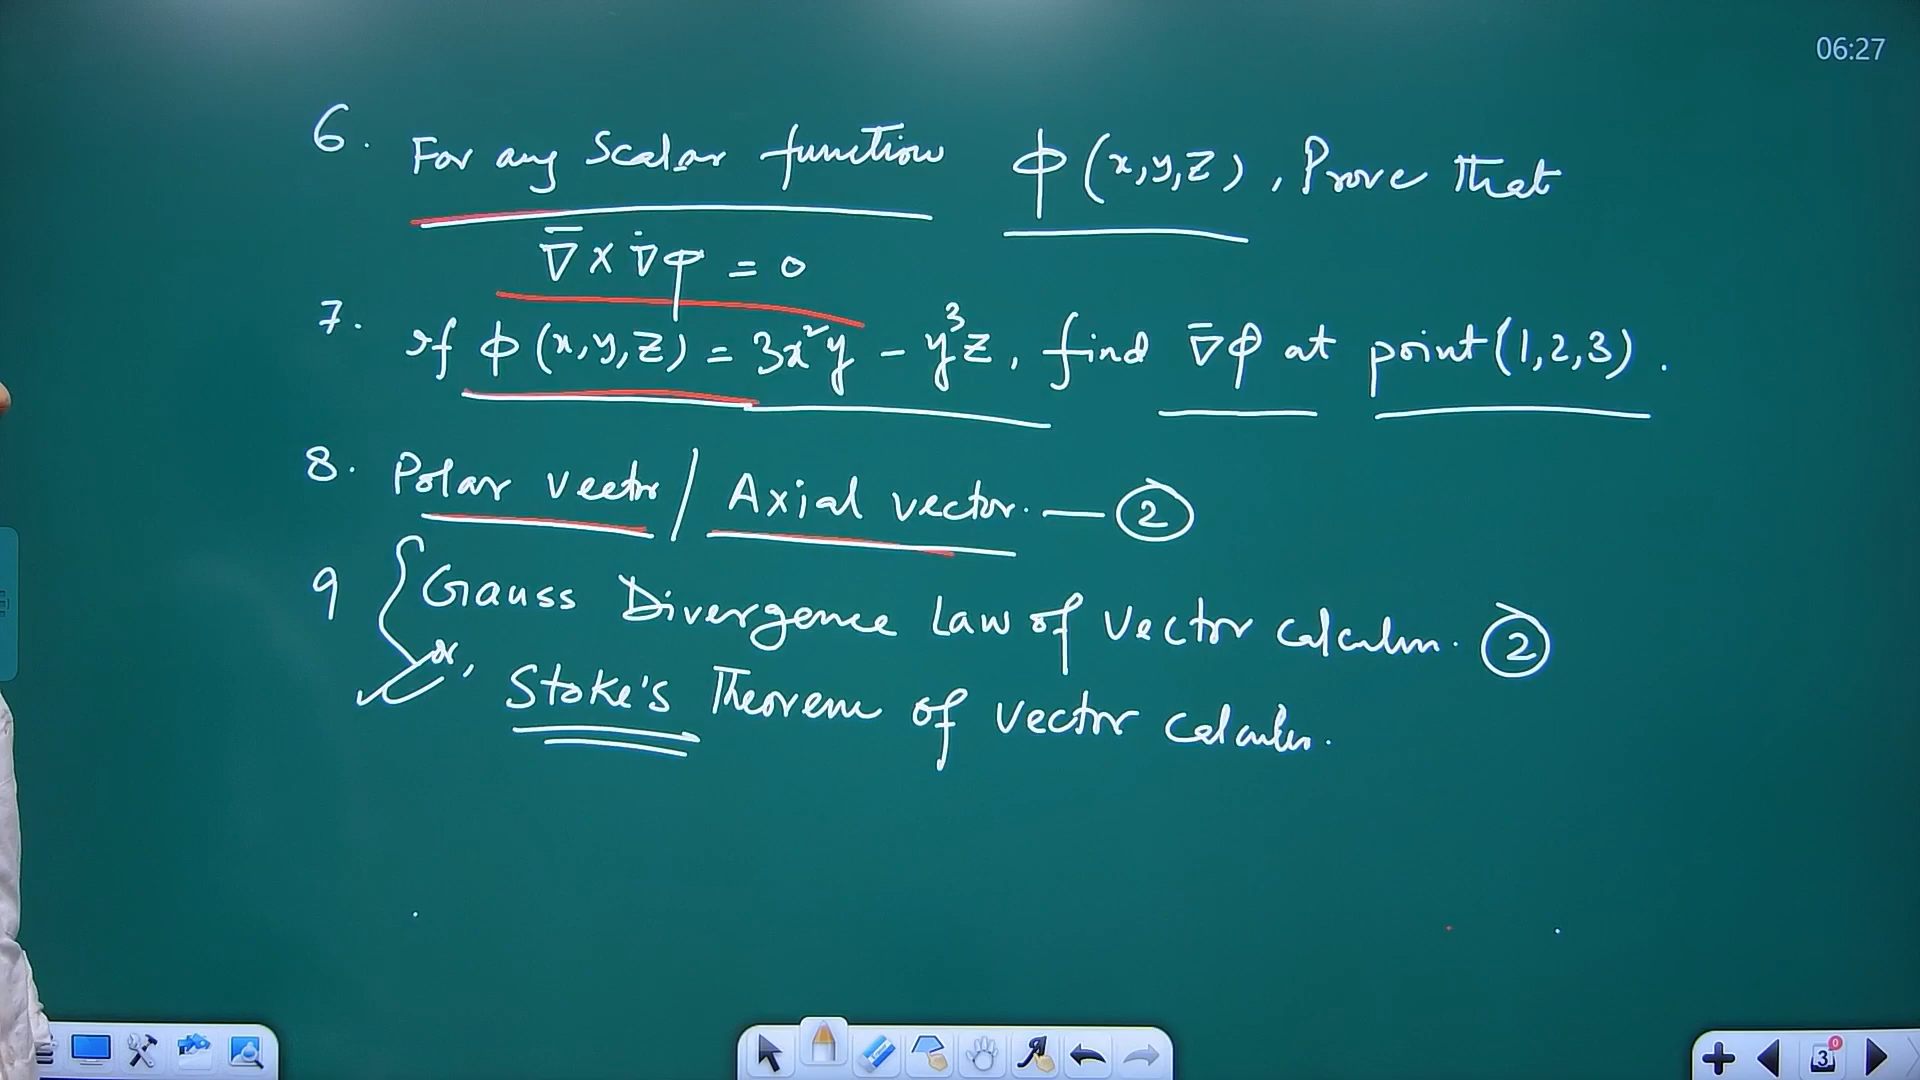 06:27
6. For any Scalar function ϕ(x,y,z), Prove that
∇̅ × ∇̇φ = 0
7. If ϕ(x,y,z) = 3x²y - y³z, find ∇̅φ at point(1,2,3).
8. Polar Vector / Axial vector. — ②
9 { Gauss Divergence Law of Vector calculus. ②
or, Stoke's Theorem of vector calculus.
3
0